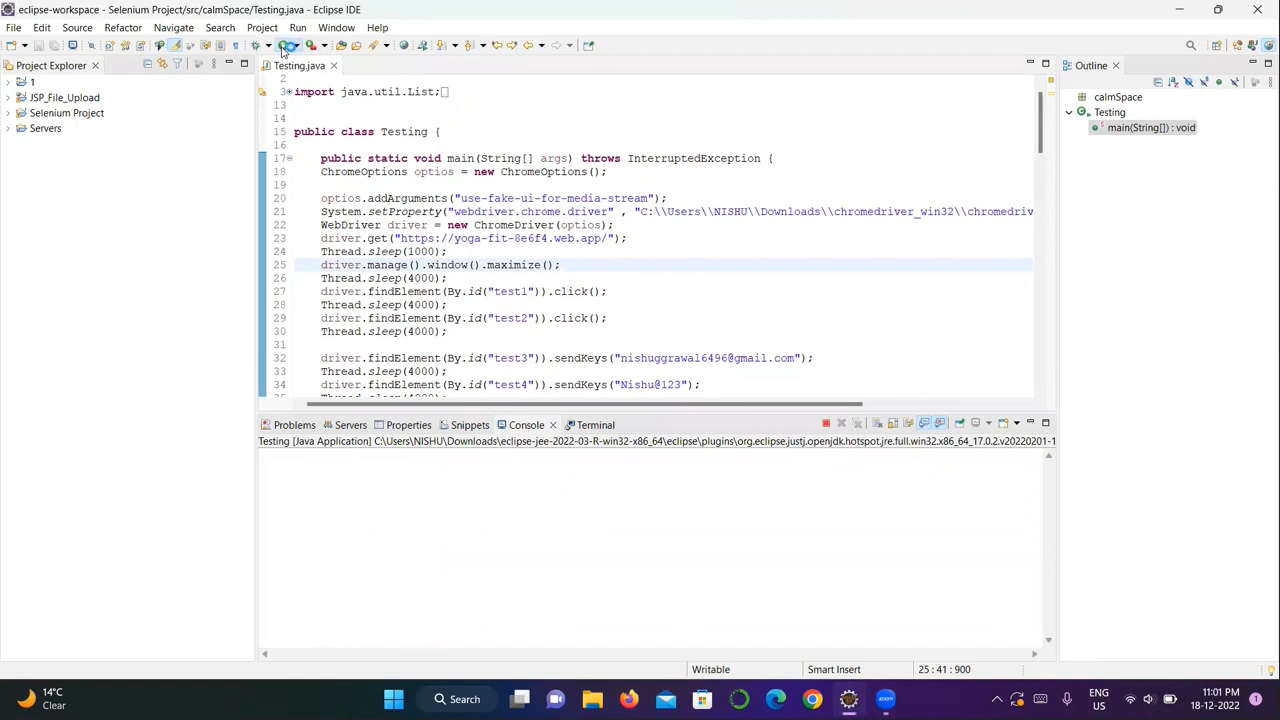 eclipse-workspace - Selenium Project/src/calmSpace/Testing.java - Eclipse IDE
File Edit Source Refactor Navigate Search Project Run Window Help
Project Explorer
1
JSP_File_Upload
Selenium Project
Servers
Testing.java
2
3 import java.util.List;
13
14
15 public class Testing {
16
17 public static void main(String[] args) throws InterruptedException {
18 ChromeOptions optios = new ChromeOptions();
19
20 optios.addArguments("use-fake-ui-for-media-stream");
21 System.setProperty("webdriver.chrome.driver" , "C:\\Users\\NISHU\\Downloads\\chromedriver_win32\\chromedriv
22 WebDriver driver = new ChromeDriver(optios);
23 driver.get("https://yoga-fit-8e6f4.web.app/");
24 Thread.sleep(1000);
25 driver.manage().window().maximize();
26 Thread.sleep(4000);
27 driver.findElement(By.id("test1")).click();
28 Thread.sleep(4000);
29 driver.findElement(By.id("test2")).click();
30 Thread.sleep(4000);
31
32 driver.findElement(By.id("test3")).sendKeys("nishuggrawal6496@gmail.com");
33 Thread.sleep(4000);
34 driver.findElement(By.id("test4")).sendKeys("Nishu@123");
Outline
calmSpace
Testing
main(String[]) : void
Problems Servers Properties Snippets Console Terminal
Testing [Java Application] C:\Users\NISHU\Downloads\eclipse-jee-2022-03-R-win32-x86_64\eclipse\plugins\org.eclipse.justj.openjdk.hotspot.jre.full.win32.x86_64_17.0.2.v20220201-1
Writable Smart Insert 25 : 41 : 900
14°C
Clear
Search
ENG
US
11:01 PM
18-12-2022